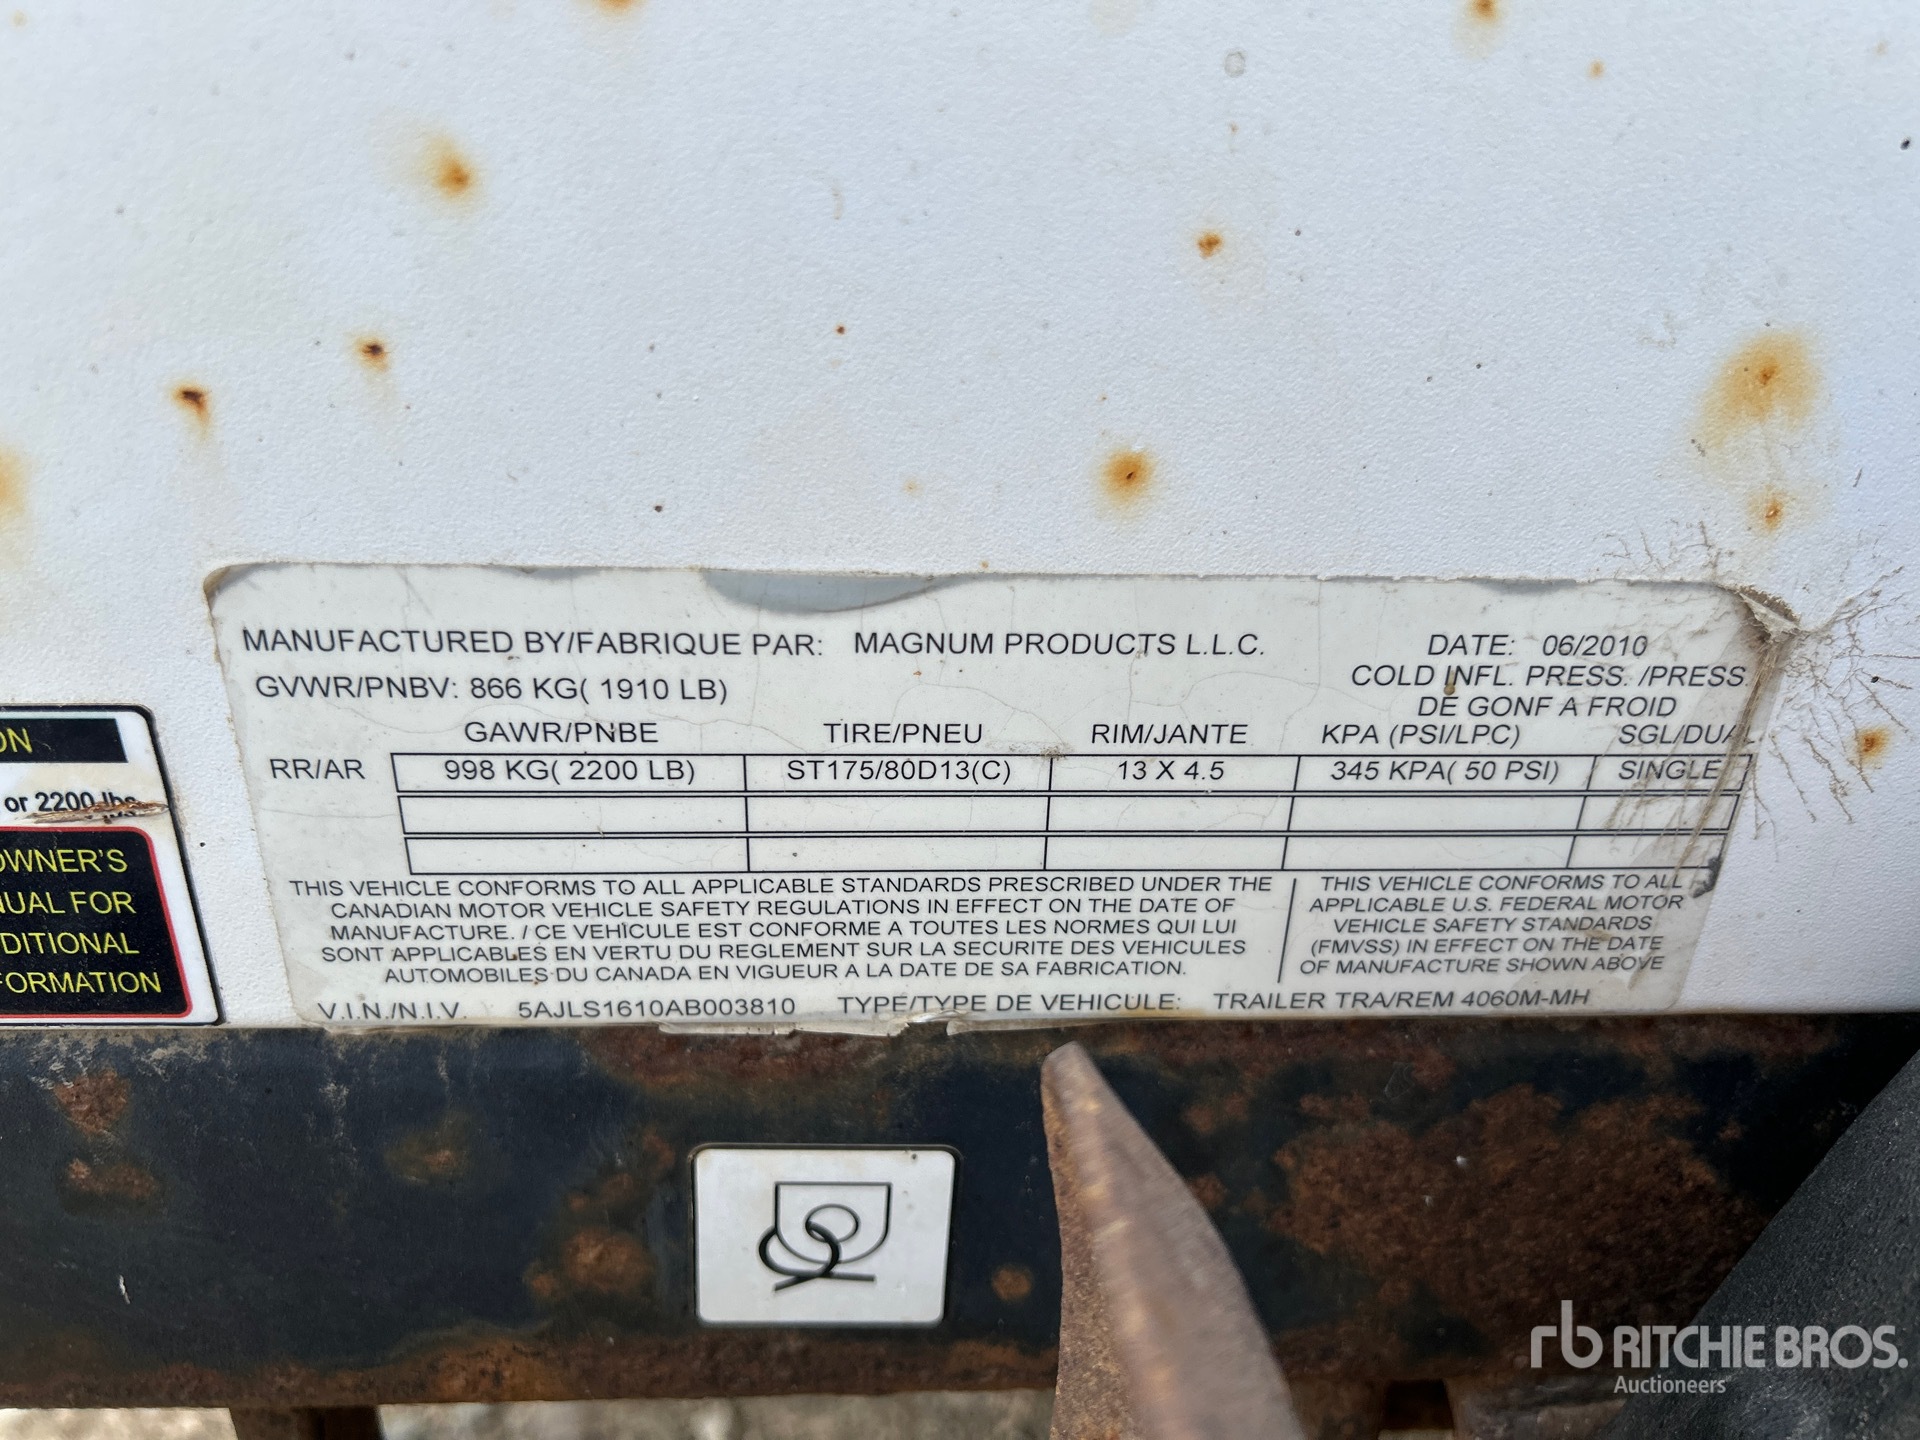 MANUFACTURED BY/FABRIQUE PAR: MAGNUM PRODUCTS L.L.C. DATE: 06/2010
GVWR/PNBV: 866 KG( 1910 LB)
COLD INFL. PRESS. /PRESS.
DE GONF A FROID
GAWR/PNBE TIRE/PNEU RIM/JANTE KPA (PSI/LPC) SGL/DUAL
RR/AR 998 KG( 2200 LB) ST175/80D13(C) 13 X 4.5 345 KPA( 50 PSI) SINGLE
THIS VEHICLE CONFORMS TO ALL APPLICABLE STANDARDS PRESCRIBED UNDER THE
CANADIAN MOTOR VEHICLE SAFETY REGULATIONS IN EFFECT ON THE DATE OF
MANUFACTURE. / CE VEHICULE EST CONFORME A TOUTES LES NORMES QUI LUI
SONT APPLICABLES EN VERTU DU REGLEMENT SUR LA SECURITE DES VEHICULES
AUTOMOBILES DU CANADA EN VIGUEUR A LA DATE DE SA FABRICATION.
THIS VEHICLE CONFORMS TO ALL
APPLICABLE U.S. FEDERAL MOTOR
VEHICLE SAFETY STANDARDS
(FMVSS) IN EFFECT ON THE DATE
OF MANUFACTURE SHOWN ABOVE
V.I.N./N.I.V. 5AJLS1610AB003810 TYPE/TYPE DE VEHICULE: TRAILER TRA/REM 4060M-MH
ON
or 2200 lbs
OWNER'S
NUAL FOR
DDITIONAL
FORMATION
rb RITCHIE BROS.
Auctioneers